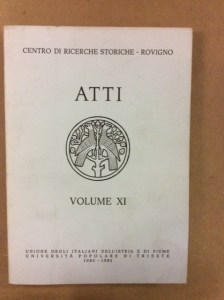 CENTRO DI RICERCHE STORICHE - ROVIGNO
ATTI
VOLUME XI
UNIONE DEGLI ITALIANI DELL'ISTRIA E DI FIUME
UNIVERSITÀ POPOLARE DI TRIESTE